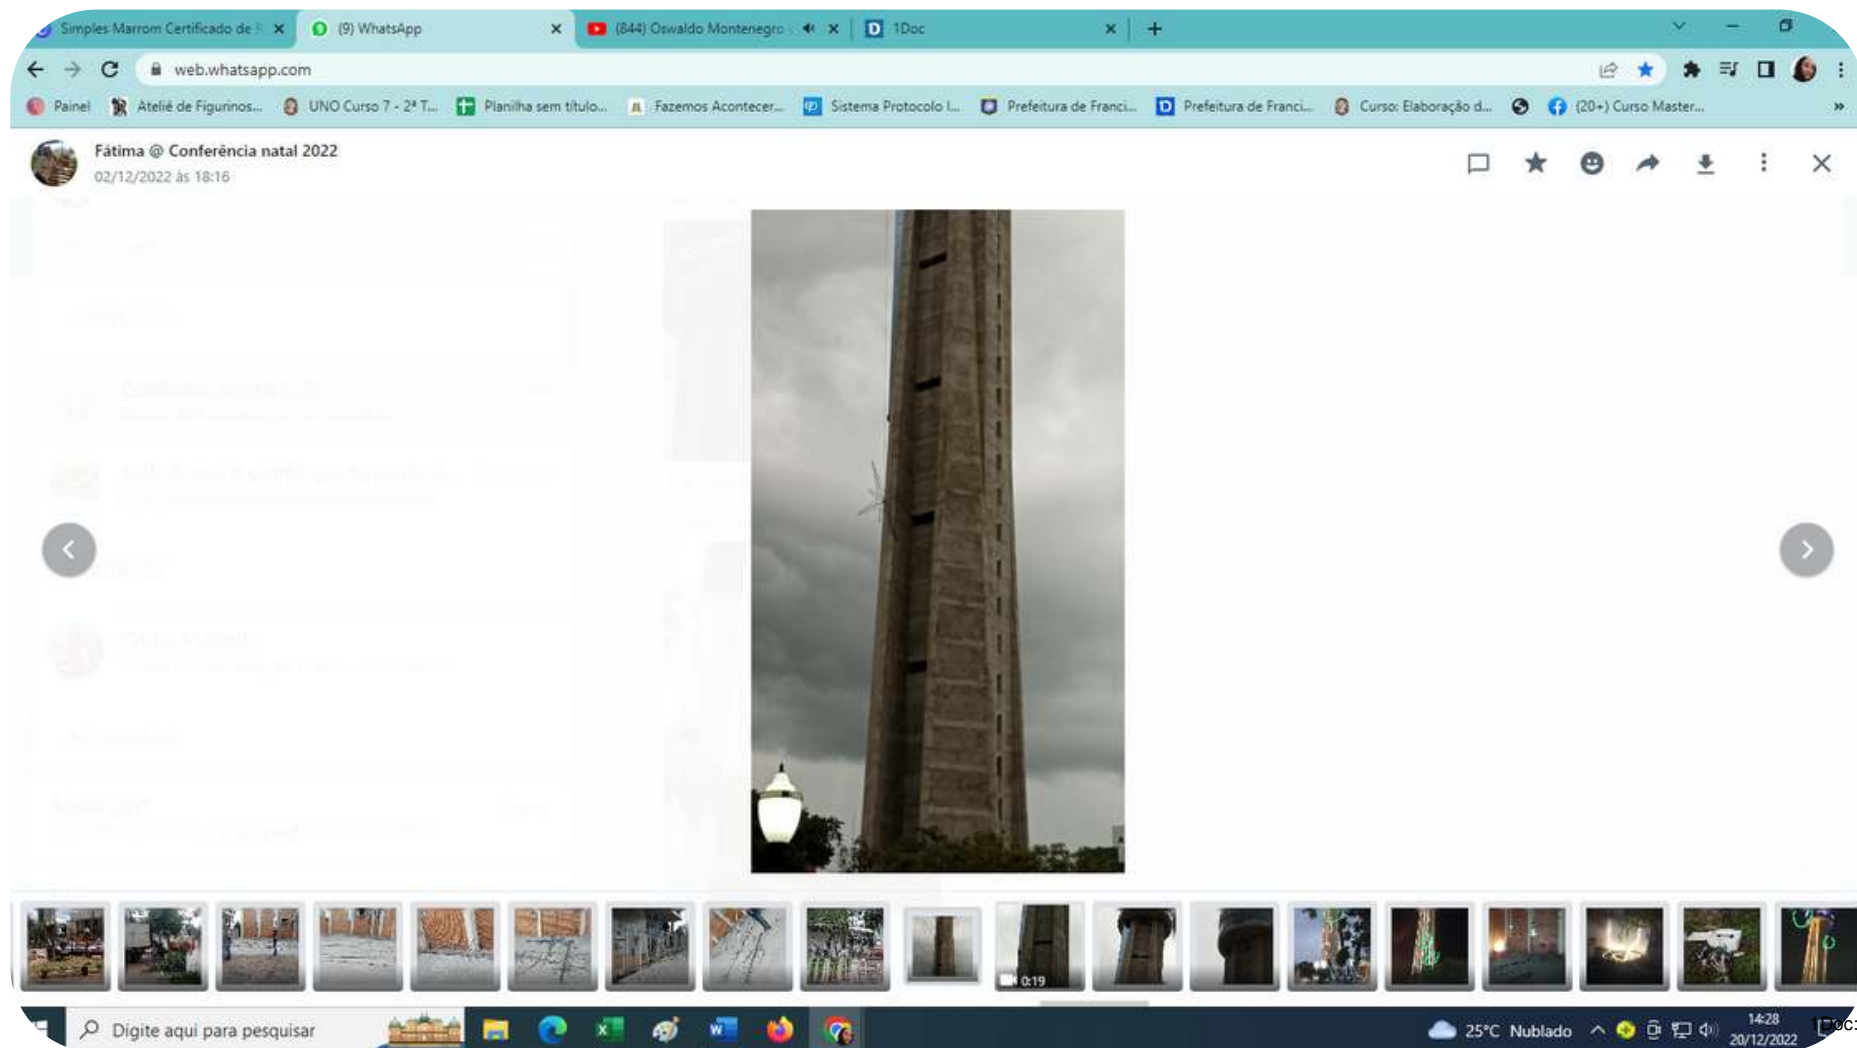 Simples Marrom Certificado de
(9) WhatsApp
(844) Oswaldo Montenegro
1Doc
web.whatsapp.com
Painel
Ateliê de Figurinos...
UNO Curso 7 - 2ª T...
Planilha sem título...
Fazemos Acontecer...
Sistema Protocolo I...
Prefeitura de Franci...
Prefeitura de Franci...
Curso: Elaboração d...
(20+) Curso Master...
Fátima @ Conferência natal 2022
02/12/2022 às 18:16
0:19
Digite aqui para pesquisar
25°C Nublado
14:28
20/12/2022
1Doc: